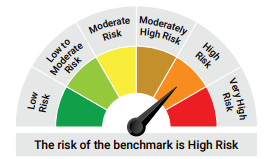 Low
Risk
Low to
Moderate
Risk
Moderate
Risk
Moderately
High Risk
High
Risk
Very High
Risk
The risk of the benchmark is High Risk